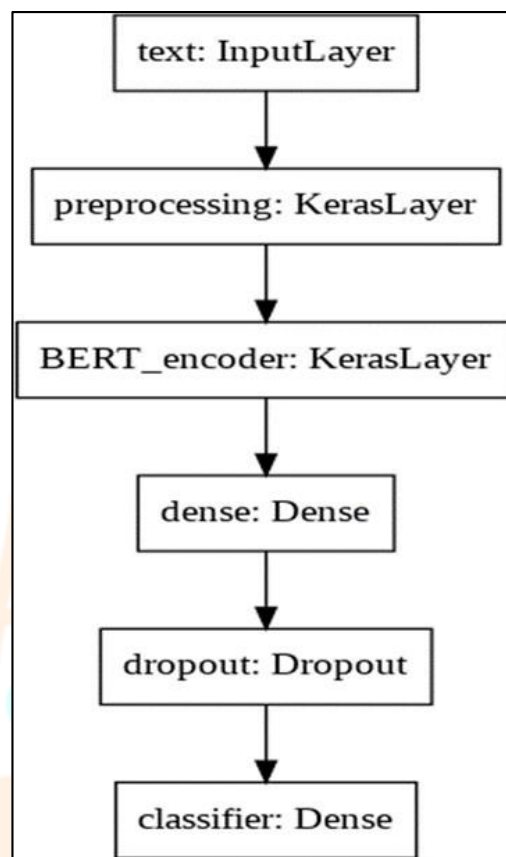 text: InputLayer
preprocessing: KerasLayer
BERT_encoder: KerasLayer
dense: Dense
dropout: Dropout
classifier: Dense